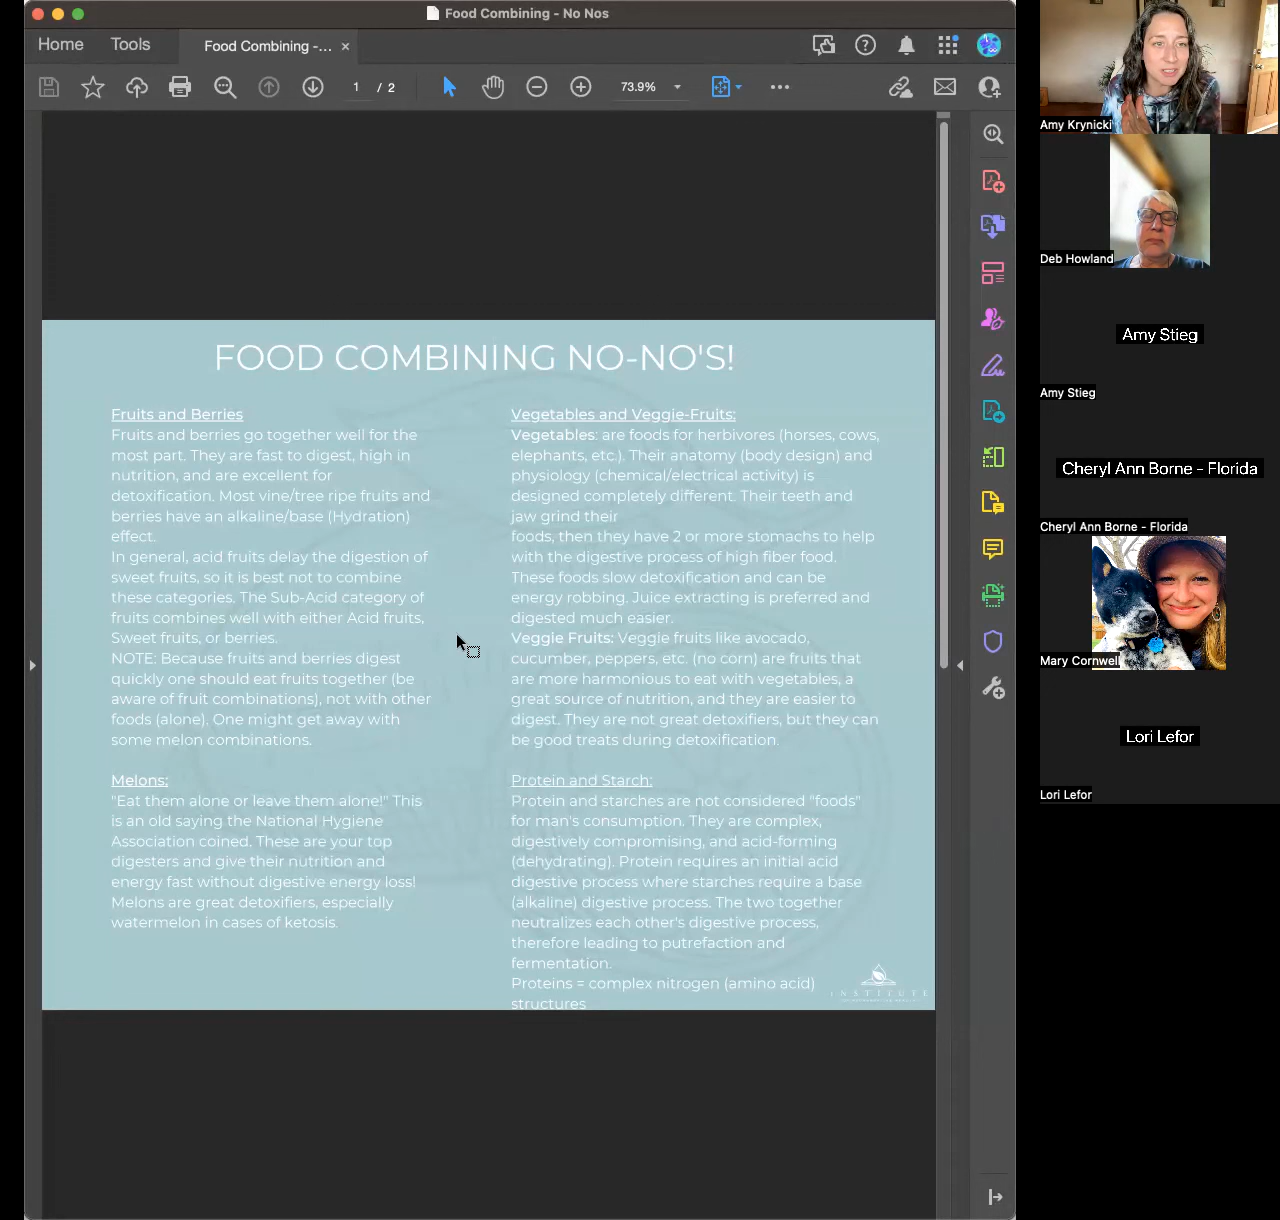 Food Combining - No Nos
Home
Tools
Food Combining -... ×
1 / 2
73.9%
FOOD COMBINING NO-NO'S!
Fruits and Berries
Fruits and berries go together well for the
most part. They are fast to digest, high in
nutrition, and are excellent for
detoxification. Most vine/tree ripe fruits and
berries have an alkaline/base (Hydration)
effect.
In general, acid fruits delay the digestion of
sweet fruits, so it is best not to combine
these categories. The Sub-Acid category of
fruits combines well with either Acid fruits,
Sweet fruits, or berries.
NOTE: Because fruits and berries digest
quickly one should eat fruits together (be
aware of fruit combinations), not with other
foods (alone). One might get away with
some melon combinations.
Melons:
"Eat them alone or leave them alone!" This
is an old saying the National Hygiene
Association coined. These are your top
digesters and give their nutrition and
energy fast without digestive energy loss!
Melons are great detoxifiers, especially
watermelon in cases of ketosis.
Vegetables and Veggie-Fruits:
Vegetables: are foods for herbivores (horses, cows,
elephants, etc.). Their anatomy (body design) and
physiology (chemical/electrical activity) is
designed completely different. Their teeth and
jaw grind their
foods, then they have 2 or more stomachs to help
with the digestive process of high fiber food.
These foods slow detoxification and can be
energy robbing. Juice extracting is preferred and
digested much easier.
Veggie Fruits: Veggie fruits like avocado,
cucumber, peppers, etc. (no corn) are fruits that
are more harmonious to eat with vegetables, a
great source of nutrition, and they are easier to
digest. They are not great detoxifiers, but they can
be good treats during detoxification.
Protein and Starch:
Protein and starches are not considered "foods"
for man's consumption. They are complex,
digestively compromising, and acid-forming
(dehydrating). Protein requires an initial acid
digestive process where starches require a base
(alkaline) digestive process. The two together
neutralizes each other's digestive process,
therefore leading to putrefaction and
fermentation.
Proteins = complex nitrogen (amino acid)
structures
INSTITUTE
Amy Krynicki
Deb Howland
Amy Stieg
Amy Stieg
Cheryl Ann Borne - Florida
Cheryl Ann Borne - Florida
Mary Cornwell
Lori Lefor
Lori Lefor